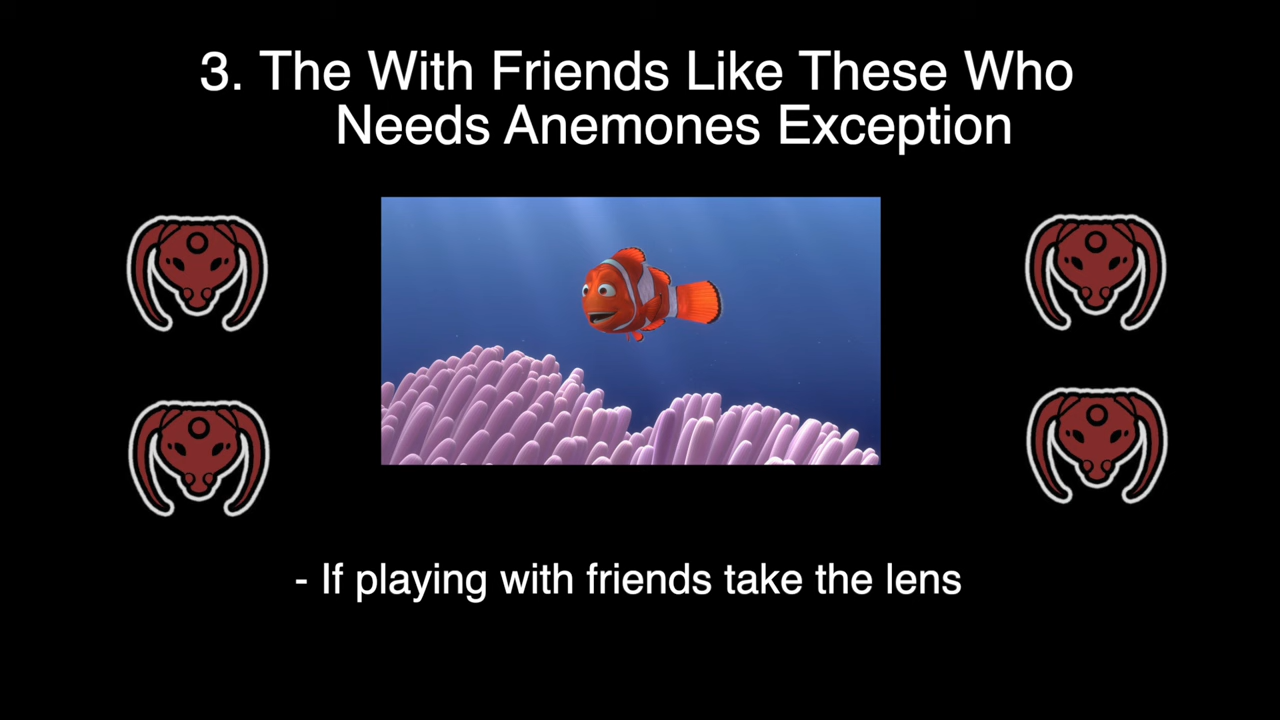 3. The With Friends Like These Who
Needs Anemones Exception
- If playing with friends take the lens